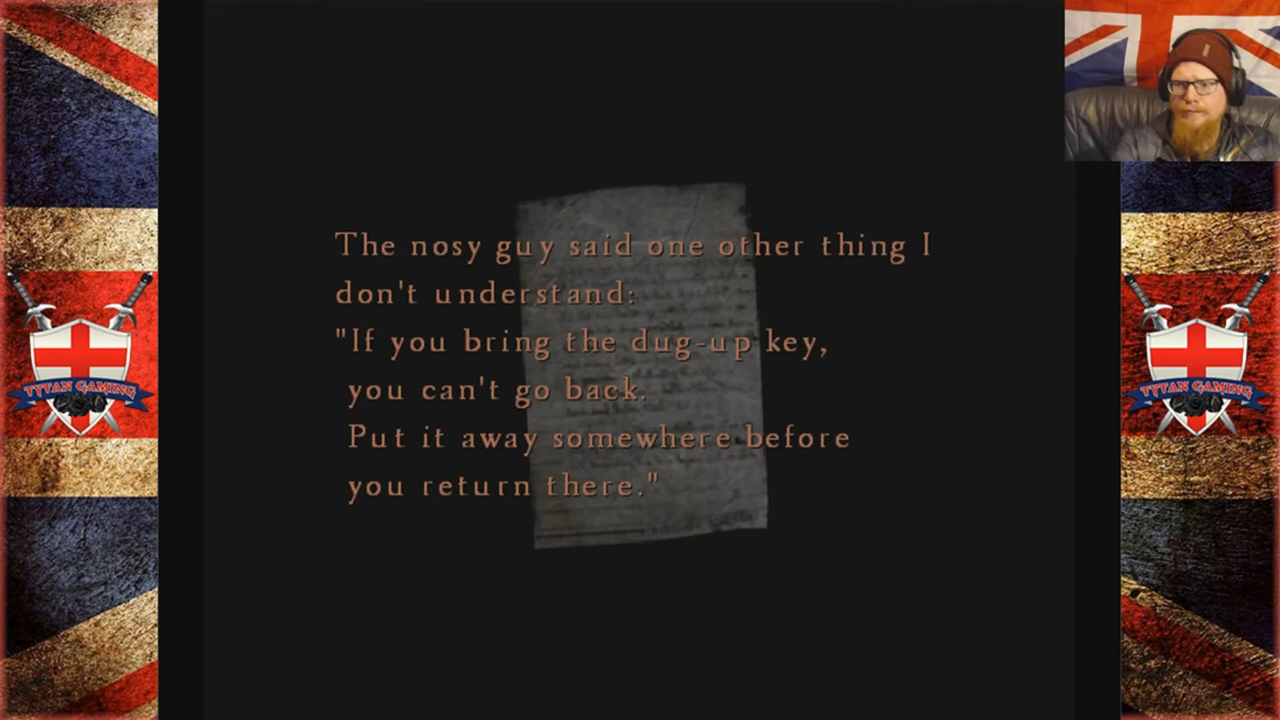 The nosy guy said one other thing I
don't understand:
"If you bring the dug-up key,
you can't go back.
Put it away somewhere before
you return there."
TYTAN GAMING
TYTAN GAMING